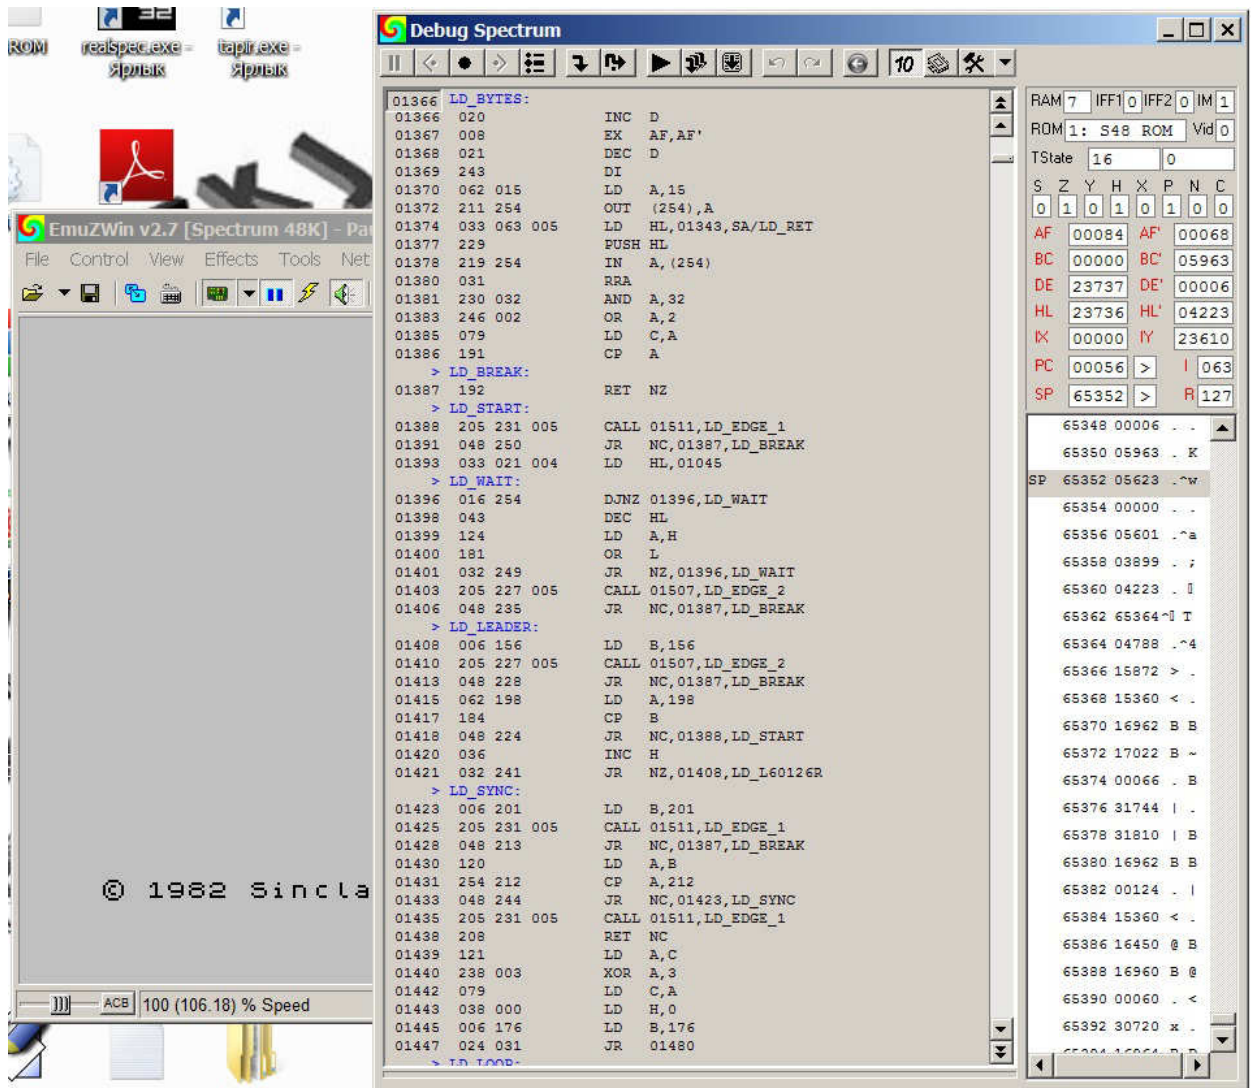 ROM
realspec.exe -
Ярлык
tapir.exe -
Ярлык
EmuZWin v2.7 [Spectrum 48K] - Pau
File Control View Effects Tools Net
© 1982 Sincla
ACB 100 (106.18) % Speed
Debug Spectrum
10
01366 LD_BYTES:
01366 020 INC D
01367 008 EX AF,AF'
01368 021 DEC D
01369 243 DI
01370 062 015 LD A,15
01372 211 254 OUT (254),A
01374 033 063 005 LD HL,01343,SA/LD_RET
01377 229 PUSH HL
01378 219 254 IN A,(254)
01380 031 RRA
01381 230 032 AND A,32
01383 246 002 OR A,2
01385 079 LD C,A
01386 191 CP A
> LD_BREAK:
01387 192 RET NZ
> LD_START:
01388 205 231 005 CALL 01511,LD_EDGE_1
01391 048 250 JR NC,01387,LD_BREAK
01393 033 021 004 LD HL,01045
> LD_WAIT:
01396 016 254 DJNZ 01396,LD_WAIT
01398 043 DEC HL
01399 124 LD A,H
01400 181 OR L
01401 032 249 JR NZ,01396,LD_WAIT
01403 205 227 005 CALL 01507,LD_EDGE_2
01406 048 235 JR NC,01387,LD_BREAK
> LD_LEADER:
01408 006 156 LD B,156
01410 205 227 005 CALL 01507,LD_EDGE_2
01413 048 228 JR NC,01387,LD_BREAK
01415 062 198 LD A,198
01417 184 CP B
01418 048 224 JR NC,01388,LD_START
01420 036 INC H
01421 032 241 JR NZ,01408,LD_L60126R
> LD_SYNC:
01423 006 201 LD B,201
01425 205 231 005 CALL 01511,LD_EDGE_1
01428 048 213 JR NC,01387,LD_BREAK
01430 120 LD A,B
01431 254 212 CP A,212
01433 048 244 JR NC,01423,LD_SYNC
01435 205 231 005 CALL 01511,LD_EDGE_1
01438 208 RET NC
01439 121 LD A,C
01440 238 003 XOR A,3
01442 079 LD C,A
01443 038 000 LD H,0
01445 006 176 LD B,176
01447 024 031 JR 01480
> LD_LOOP:
RAM 7 IFF1 0 IFF2 0 IM 1
ROM 1: S48 ROM Vid 0
TState 16 0
S Z Y H X P N C
0 1 0 1 0 1 0 0
AF 00084 AF' 00068
BC 00000 BC' 05963
DE 23737 DE' 00006
HL 23736 HL' 04223
IX 00000 IY 23610
PC 00056 > I 063
SP 65352 > R 127
65348 00006 . .
65350 05963 . K
SP 65352 05623 .^w
65354 00000 . .
65356 05601 .^a
65358 03899 . ;
65360 04223 .
65362 65364 T
65364 04788 .^4
65366 15872 > .
65368 15360 < .
65370 16962 B B
65372 17022 B ~
65374 00066 . B
65376 31744 | .
65378 31810 | B
65380 16962 B B
65382 00124 . |
65384 15360 < .
65386 16450 @ B
65388 16960 B @
65390 00060 . <
65392 30720 x .